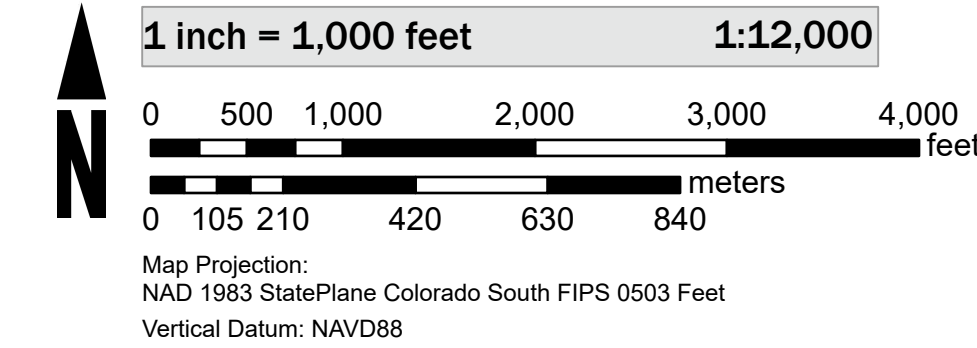 1 inch = 1,000 feet 1:12,000
0 500 1,000 2,000 3,000 4,000
feet
N
meters
0 105 210 420 630 840
Map Projection:
NAD 1983 StatePlane Colorado South FIPS 0503 Feet
Vertical Datum: NAVD88